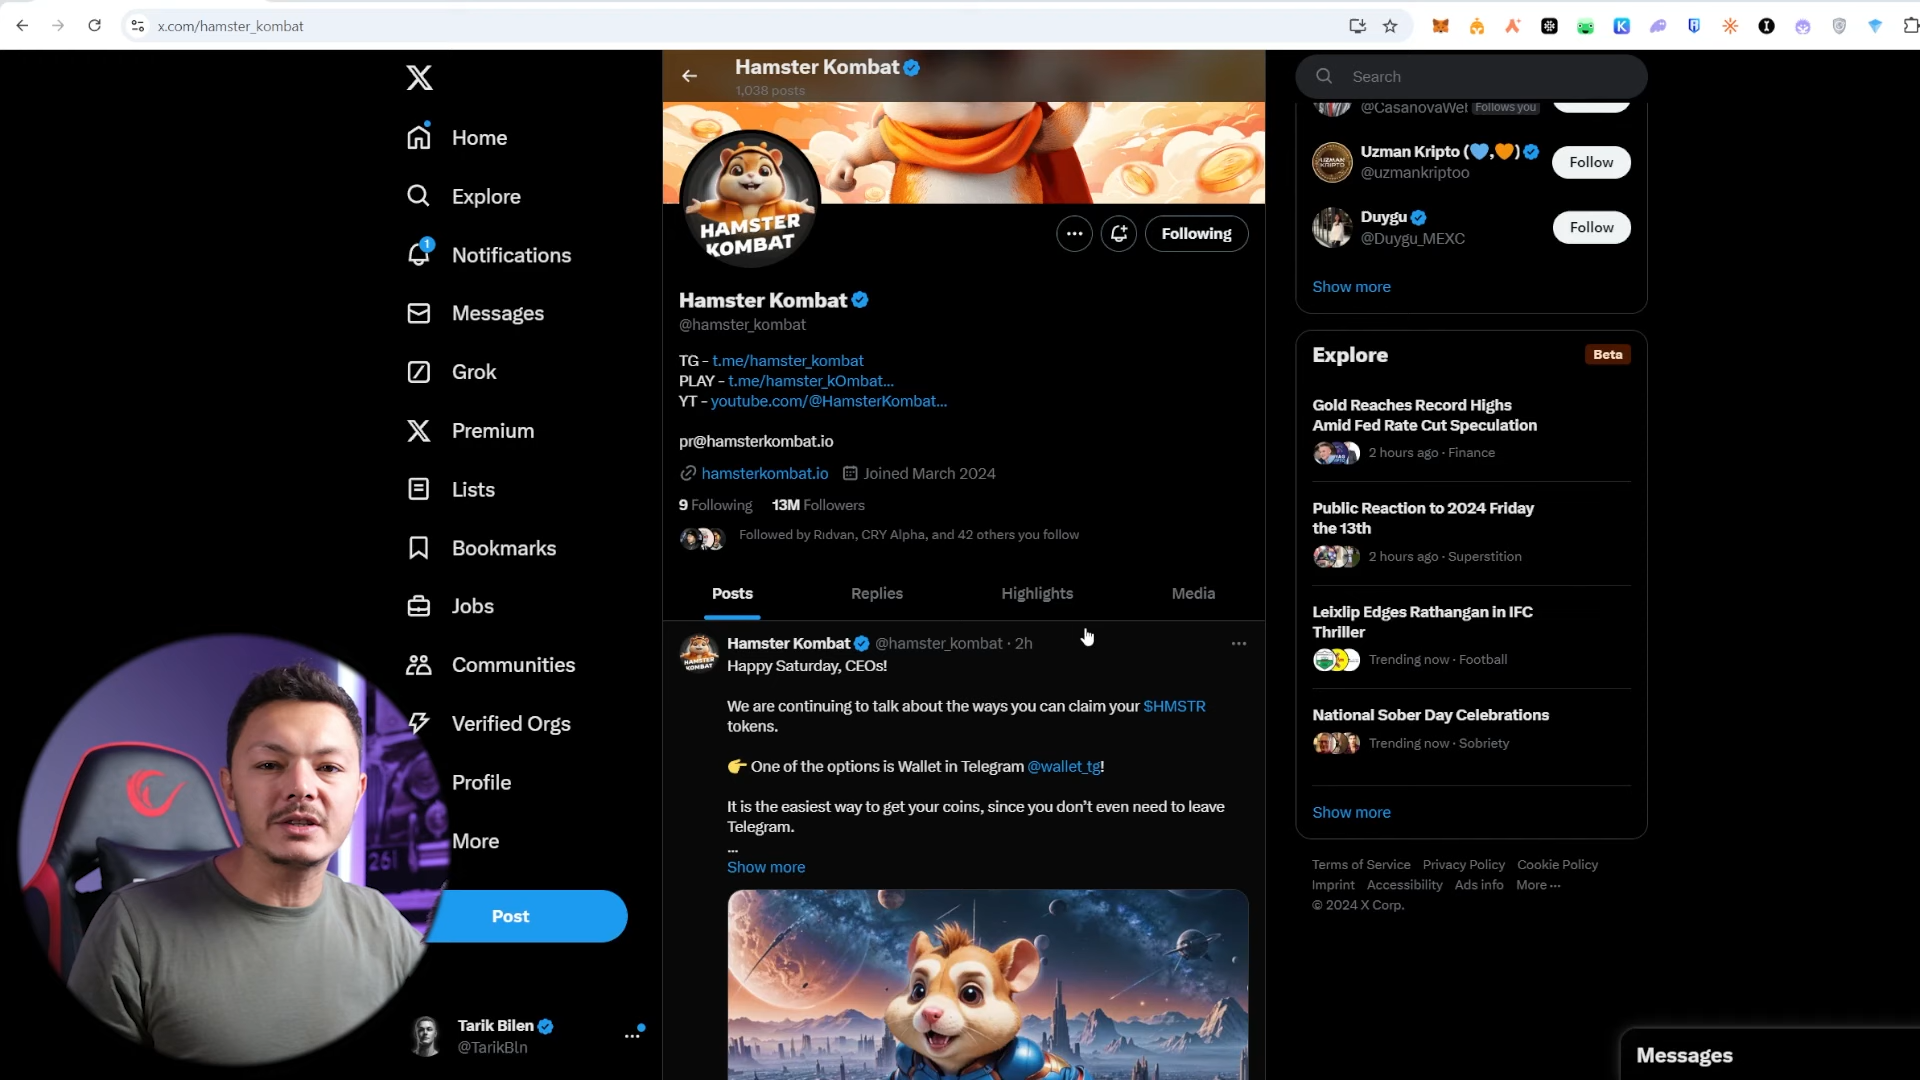 x.com/hamster_kombat
Home
Explore
1
Notifications
Messages
Grok
Premium
Lists
Bookmarks
Jobs
Communities
Verified Orgs
Profile
More
Post
Tarik Bilen
@TarikBln
261
Hamster Kombat
1,038 posts
HAMSTER
KOMBAT
Following
Hamster Kombat
@hamster_kombat
TG - t.me/hamster_kombat
PLAY - t.me/hamster_kOmbat…
YT - youtube.com/@HamsterKombat…
pr@hamsterkombat.io
hamsterkombat.io Joined March 2024
9 Following 13M Followers
Followed by Rıdvan, CRY Alpha, and 42 others you follow
Posts Replies Highlights Media
Hamster Kombat @hamster_kombat · 2h
Happy Saturday, CEOs!
We are continuing to talk about the ways you can claim your $HMSTR
tokens.
👉 One of the options is Wallet in Telegram @wallet_tg!
It is the easiest way to get your coins, since you don’t even need to leave
Telegram.
...
Show more
Search
@CasanovaWel Follows you
Uzman Kripto (🩵,🧡)
@uzmankriptoo
Follow
Duygu
@Duygu_MEXC
Follow
Show more
Explore
Beta
Gold Reaches Record Highs
Amid Fed Rate Cut Speculation
2 hours ago · Finance
Public Reaction to 2024 Friday
the 13th
2 hours ago · Superstition
Leixlip Edges Rathangan in IFC
Thriller
Trending now · Football
National Sober Day Celebrations
Trending now · Sobriety
Show more
Terms of Service Privacy Policy Cookie Policy
Imprint Accessibility Ads info More ···
© 2024 X Corp.
Messages